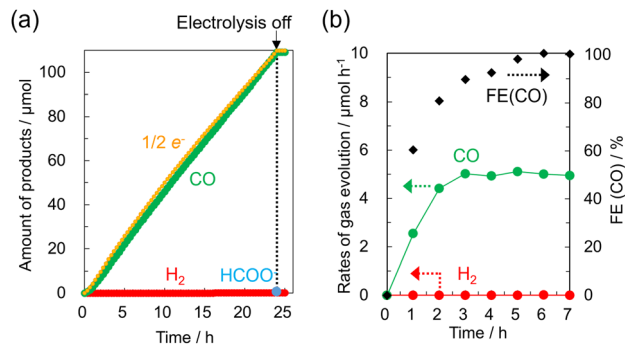 (a)
Electrolysis off
Amount of products / μmol
100
80
60
40
20
0
1/2 e-
CO
H2
HCOO
0 5 10 15 20 25
Time / h
(b)
Rates of gas evolution / μmol h-1
10
8
6
4
2
0
FE(CO)
CO
H2
100
80
60
40
20
0
FE (CO) / %
0 1 2 3 4 5 6 7
Time / h